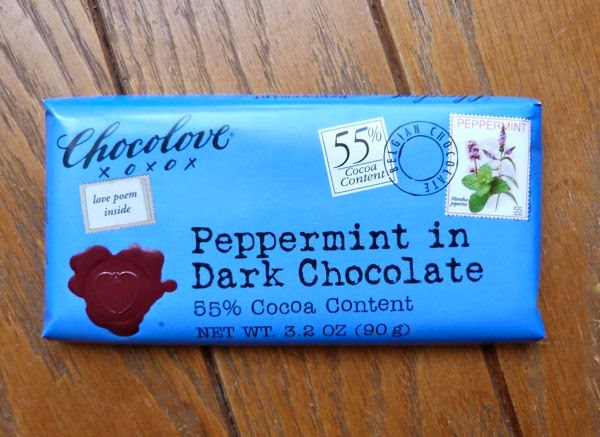 Chocolove
XOXOX
love poem
inside
55%
Cocoa
Content
BELGIAN CHOCOLATE
PEPPERMINT
Mentha
piperita
55
Peppermint in
Dark Chocolate
55% Cocoa Content
NET WT. 3.2 OZ (90 g)